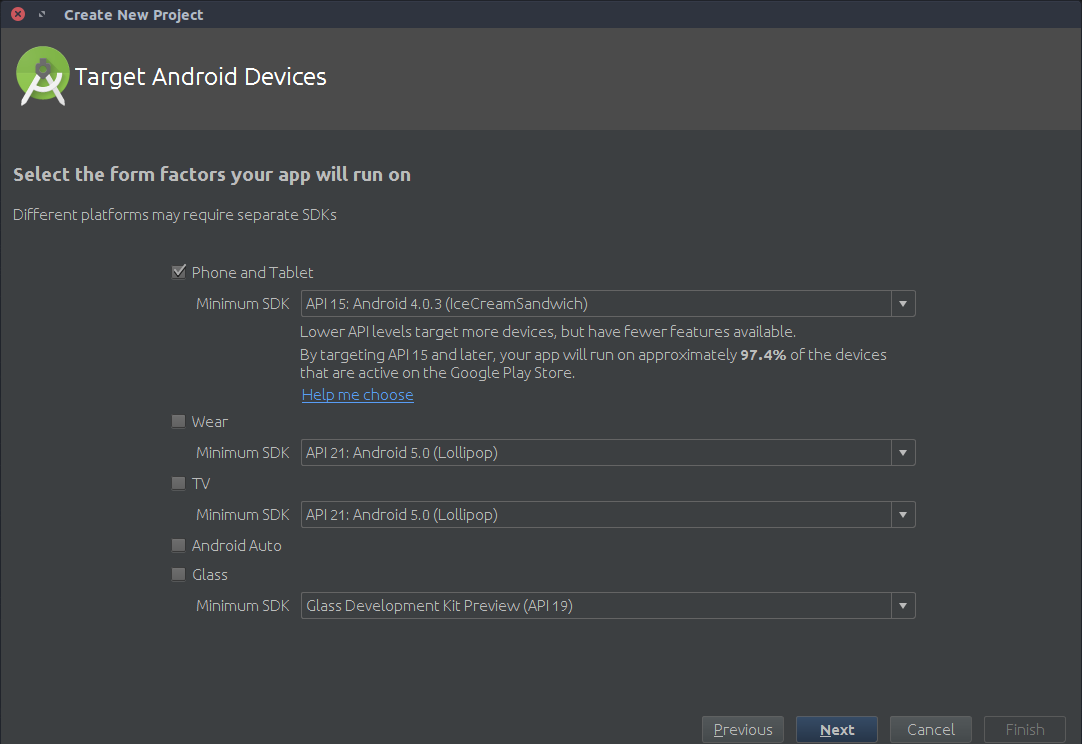 Create New Project
Target Android Devices
Select the form factors your app will run on
Different platforms may require separate SDKs
Phone and Tablet
Minimum SDK API 15: Android 4.0.3 (IceCreamSandwich)
Lower API levels target more devices, but have fewer features available.
By targeting API 15 and later, your app will run on approximately 97.4% of the devices
that are active on the Google Play Store.
Help me choose
Wear
Minimum SDK API 21: Android 5.0 (Lollipop)
TV
Minimum SDK API 21: Android 5.0 (Lollipop)
Android Auto
Glass
Minimum SDK Glass Development Kit Preview (API 19)
Previous Next Cancel Finish